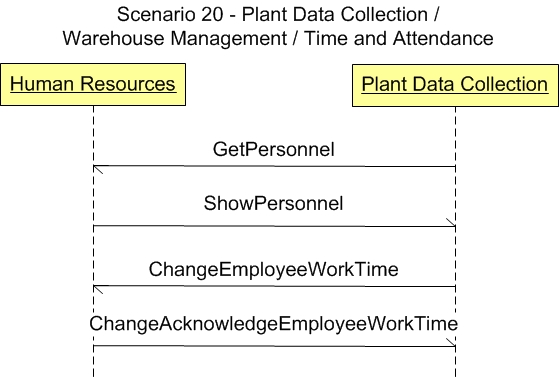 Scenario 20 - Plant Data Collection /
Warehouse Management / Time and Attendance
Human Resources
Plant Data Collection
GetPersonnel
ShowPersonnel
ChangeEmployeeWorkTime
ChangeAcknowledgeEmployeeWorkTime